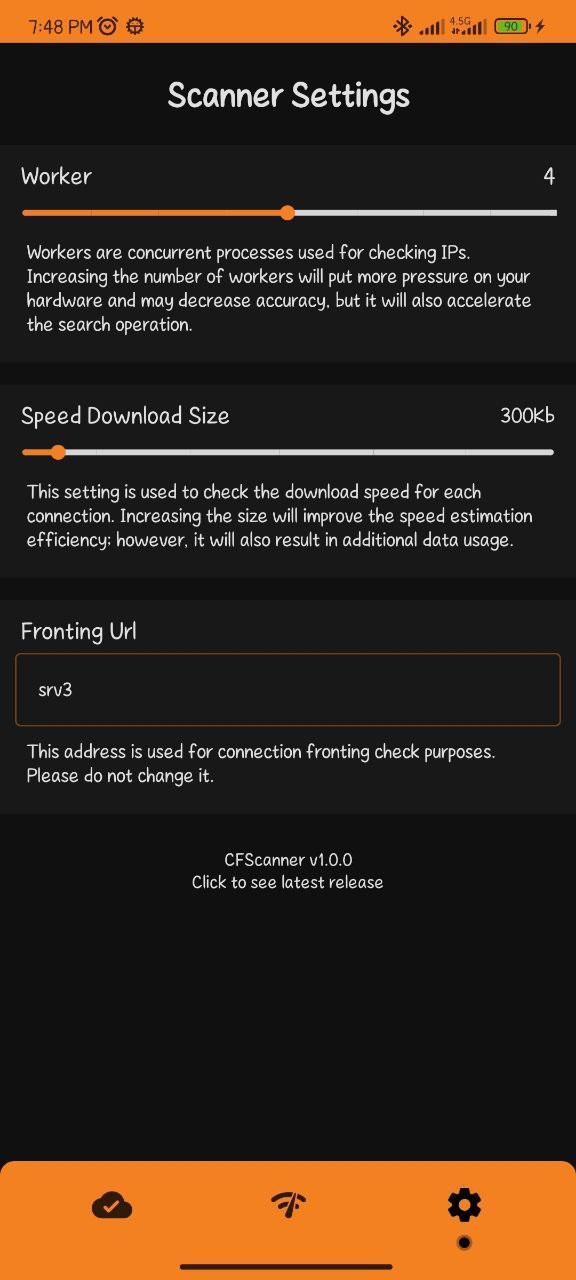 7:48 PM
4.5G
90
Scanner Settings
Worker
4
Workers are concurrent processes used for checking IPs.
Increasing the number of workers will put more pressure on your
hardware and may decrease accuracy, but it will also accelerate
the search operation.
Speed Download Size
300Kb
This setting is used to check the download speed for each
connection. Increasing the size will improve the speed estimation
efficiency; however, it will also result in additional data usage.
Fronting Url
srv3
This address is used for connection fronting check purposes.
Please do not change it.
CFScanner v1.0.0
Click to see latest release